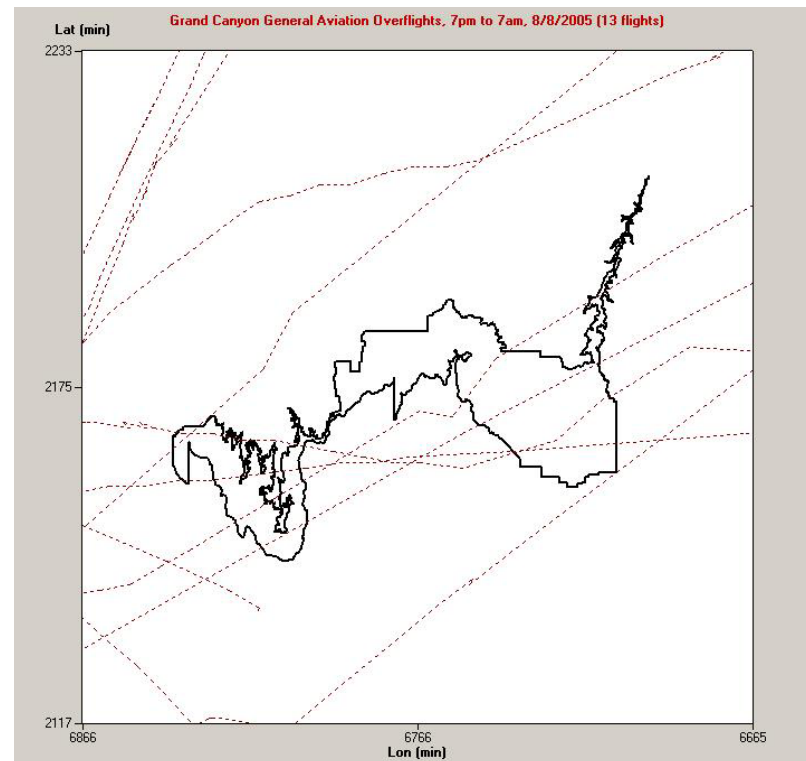 Grand Canyon General Aviation Overflights, 7pm to 7am, 8/8/2005 (13 flights)
Lat (min)
2233
2175
2117
6866 6766 6665
Lon (min)